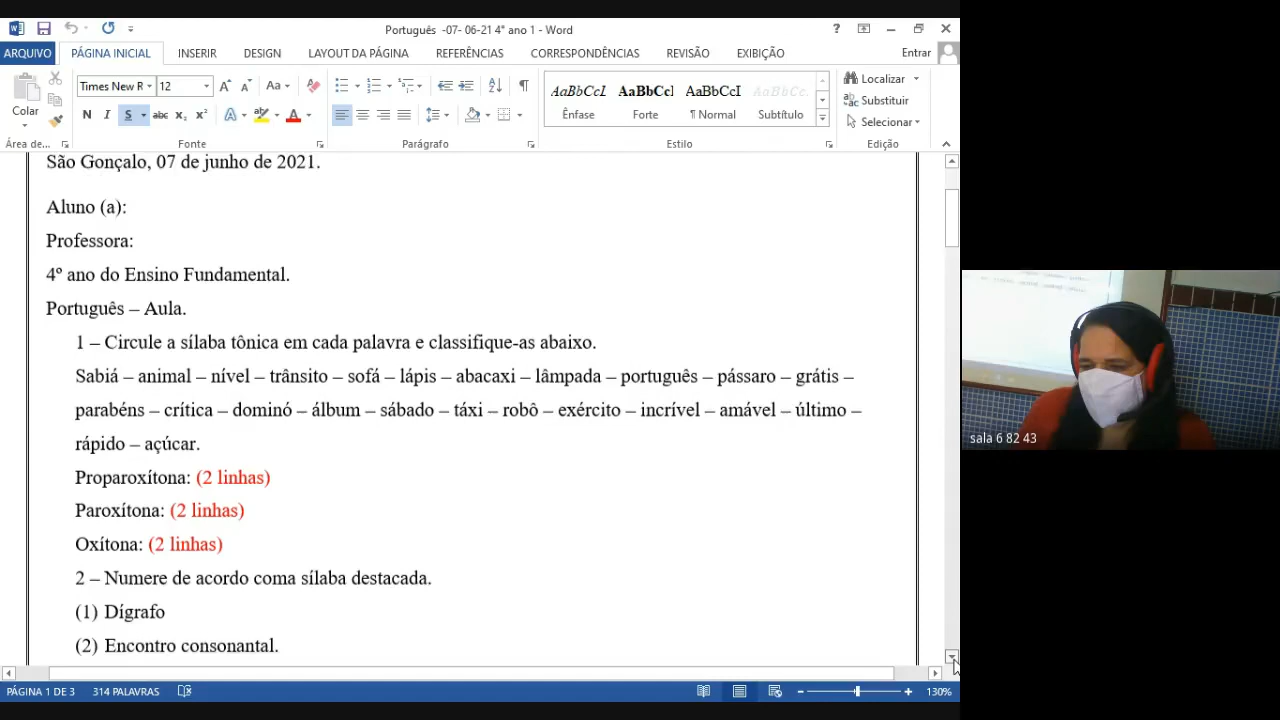 Português -07- 06-21 4° ano 1 - Word
ARQUIVO PÁGINA INICIAL INSERIR DESIGN LAYOUT DA PÁGINA REFERÊNCIAS CORRESPONDÊNCIAS REVISÃO EXIBIÇÃO Entrar
Colar
Times New R 12
N I S abc x₂ x²
AaBbCcI AaBbCcI AaBbCcI AaBbCc.
Ênfase Forte ¶ Normal Subtítulo
Localizar
Substituir
Selecionar
Área de... Fonte Parágrafo Estilo Edição
São Gonçalo, 07 de junho de 2021.
Aluno (a):
Professora:
4º ano do Ensino Fundamental.
Português – Aula.
1 – Circule a sílaba tônica em cada palavra e classifique-as abaixo.
Sabiá – animal – nível – trânsito – sofá – lápis – abacaxi – lâmpada – português – pássaro – grátis –
parabéns – crítica – dominó – álbum – sábado – táxi – robô – exército – incrível – amável – último –
rápido – açúcar.
Proparoxítona: (2 linhas)
Paroxítona: (2 linhas)
Oxítona: (2 linhas)
2 – Numere de acordo coma sílaba destacada.
(1) Dígrafo
(2) Encontro consonantal.
PÁGINA 1 DE 3 314 PALAVRAS 130%
sala 6 82 43